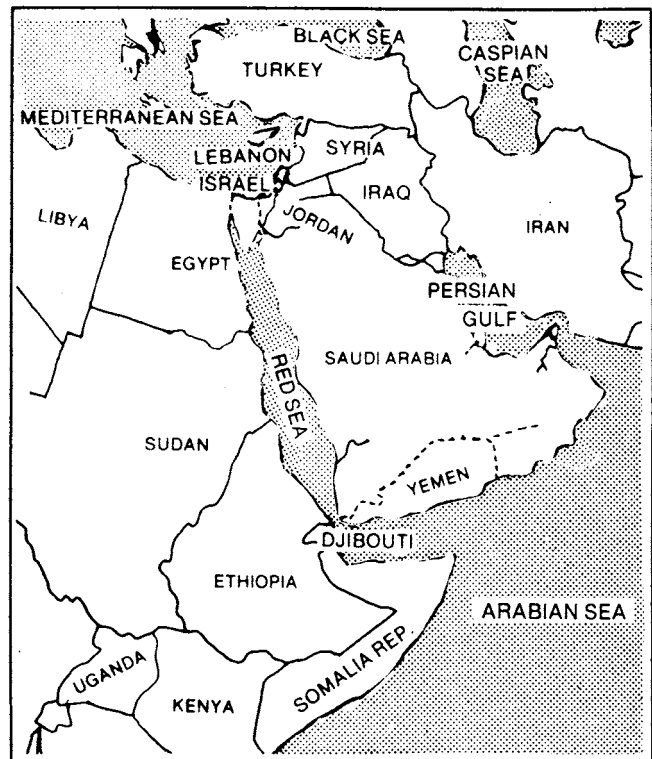 BLACK SEA
CASPIAN
SEA
TURKEY
MEDITERRANEAN SEA
LEBANON
SYRIA
ISRAEL
IRAQ
JORDAN
LIBYA
IRAN
EGYPT
PERSIAN
GULF
SAUDI ARABIA
RED SEA
SUDAN
YEMEN
DJIBOUTI
ETHIOPIA
ARABIAN SEA
UGANDA
SOMALIA REP.
KENYA